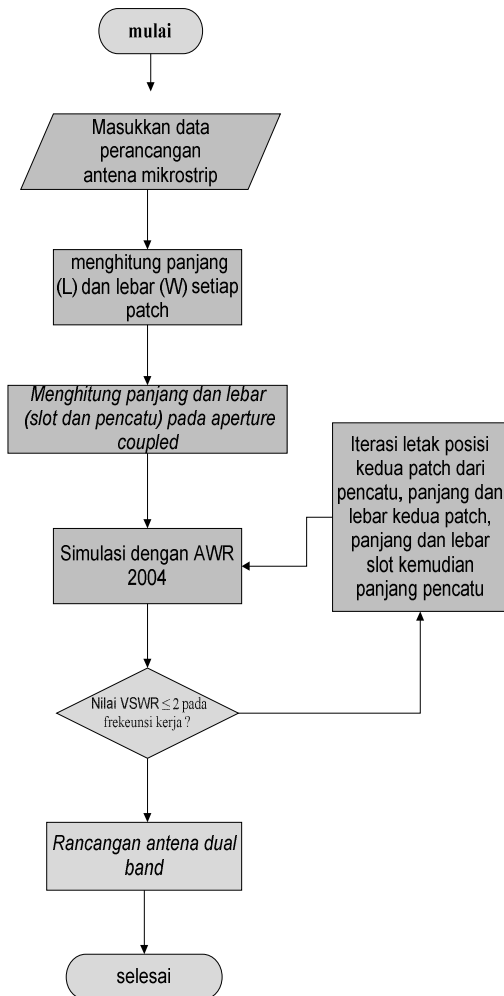 mulai
Masukkan data
perancangan
antena mikrostrip
menghitung panjang
(L) dan lebar (W) setiap
patch
Menghitung panjang dan lebar
(slot dan pencatu) pada aperture
coupled
Simulasi dengan AWR
2004
Iterasi letak posisi
kedua patch dari
pencatu, panjang dan
lebar kedua patch,
panjang dan lebar
slot kemudian
panjang pencatu
Nilai VSWR ≤ 2 pada
frekeunsi kerja ?
Rancangan antena dual
band
selesai